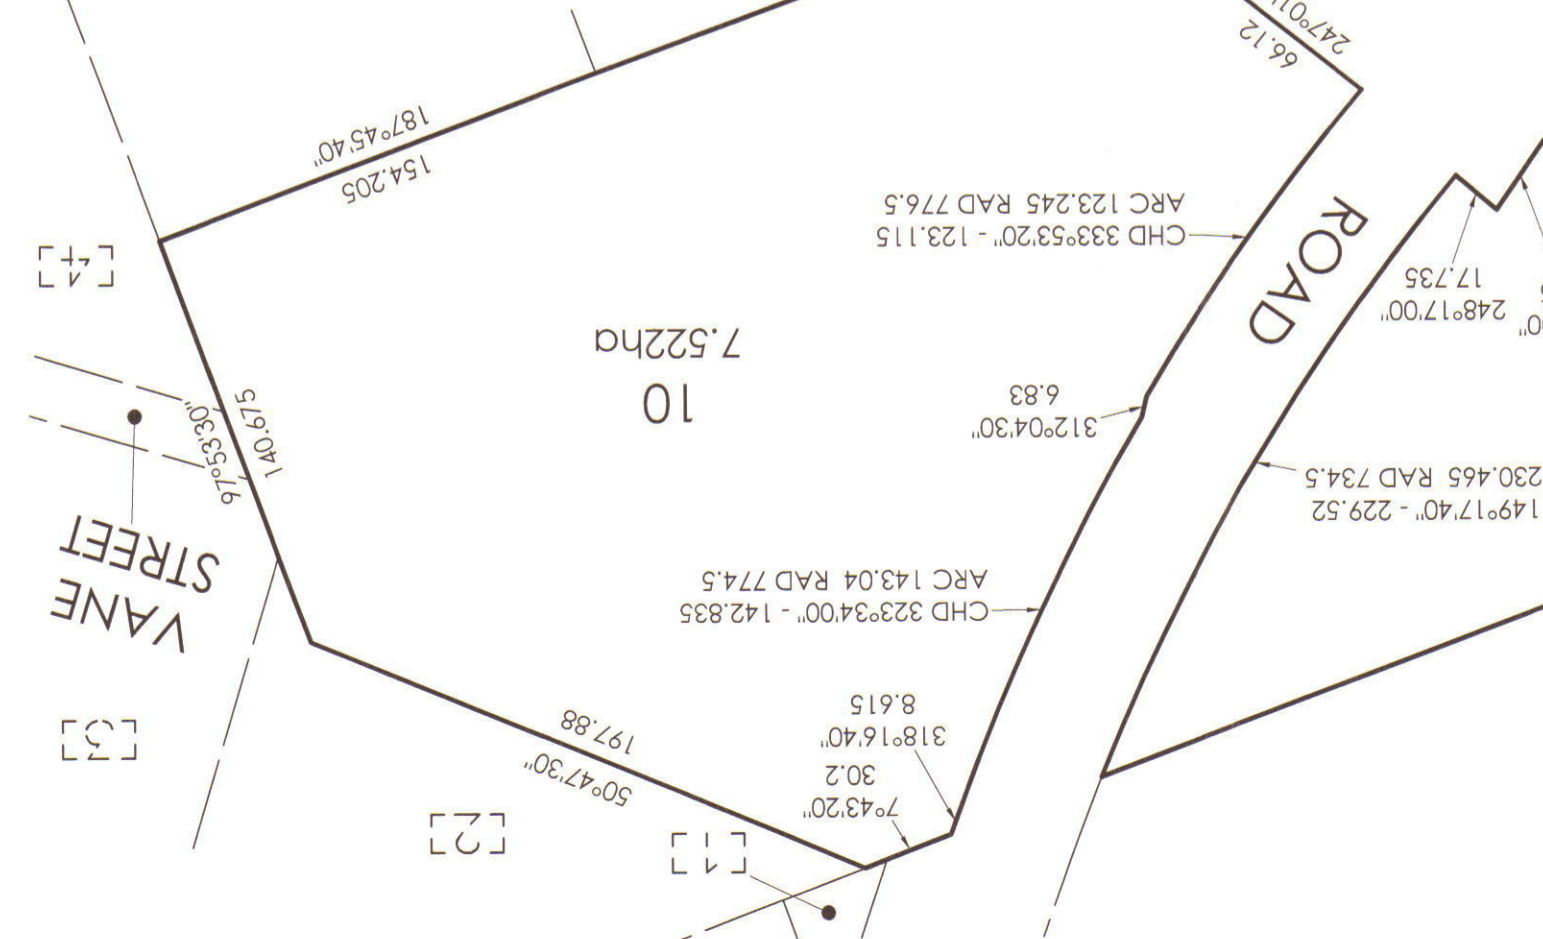 [1]
7°43'20"
30.2
318°16'40"
8.615
[2]
50°47'30"
197.88
[3]
VANE
STREET
CHD 323°34'00" - 142.835
ARC 143.04 RAD 774.5
149°17'40" - 229.52
230.465 RAD 734.5
97°53'30"
140.675
312°04'30"
6.83
10
7.522ha
ROAD
248°17'00"
17.735
[4]
CHD 333°53'20" - 123.115
ARC 123.245 RAD 776.5
154.205
187°45'40"
66.12